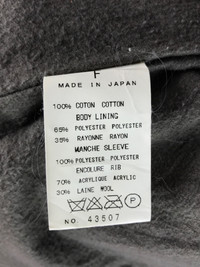 F
MADE IN JAPAN
100% COTON COTTON
BODY LINING
65% POLYESTER POLYESTER
35% RAYONNE RAYON
MANCHE SLEEVE
100% POLYESTER POLYESTER
ENCOLURE RIB
70% ACRYLIQUE ACRYLIC
30% LAINE WOOL
P
NO. 43507